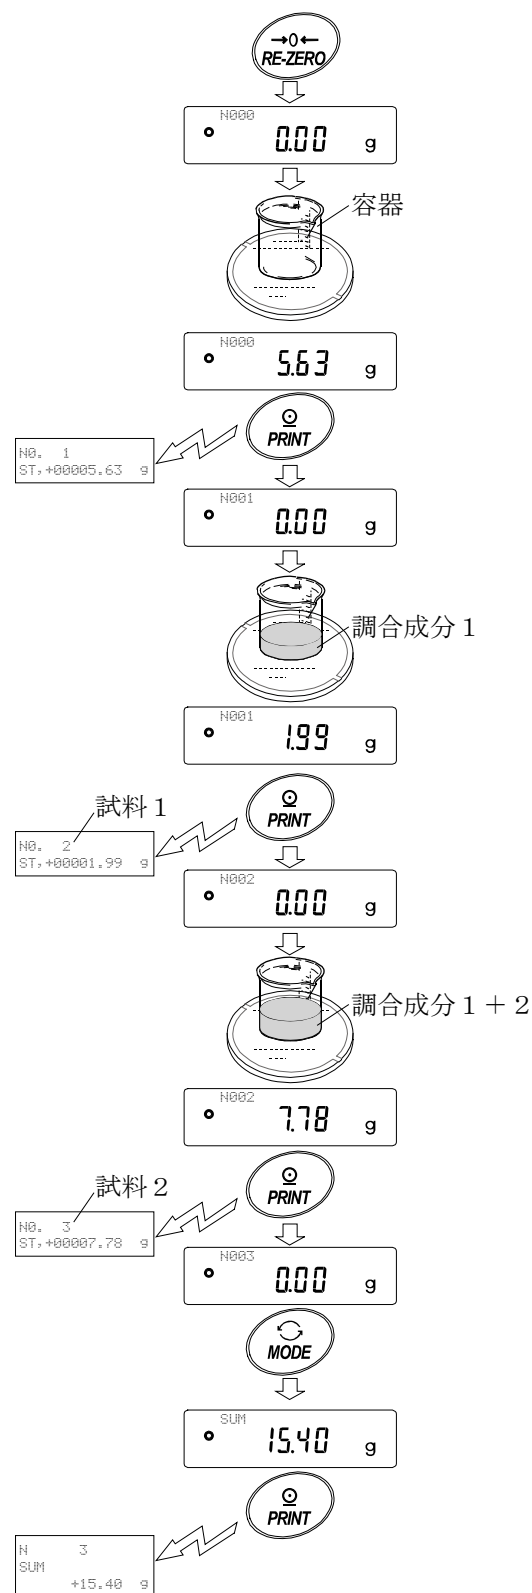 →0←
RE-ZERO
N000
0.00 g
容器
N000
5.63 g
PRINT
N0. 1
ST,+00005.63 g
N001
0.00 g
調合成分1
N001
1.99 g
試料1
PRINT
N0. 2
ST,+00001.99 g
N002
0.00 g
調合成分1+2
N002
7.78 g
試料2
PRINT
N0. 3
ST,+00007.78 g
N003
0.00 g
MODE
SUM
15.40 g
PRINT
N 3
SUM
+15.40 g